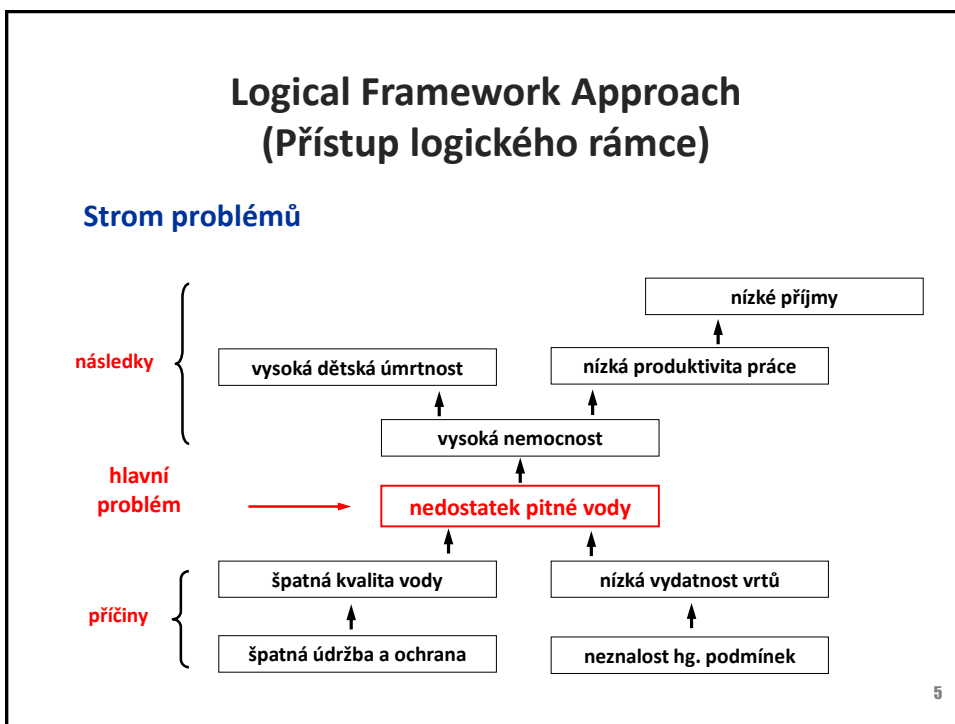 Logical Framework Approach
(Přístup logického rámce)
Strom problémů
nízké příjmy
následky
vysoká dětská úmrtnost
nízká produktivita práce
vysoká nemocnost
hlavní
problém
nedostatek pitné vody
špatná kvalita vody
nízká vydatnost vrtů
příčiny
špatná údržba a ochrana
neznalost hg. podmínek
5